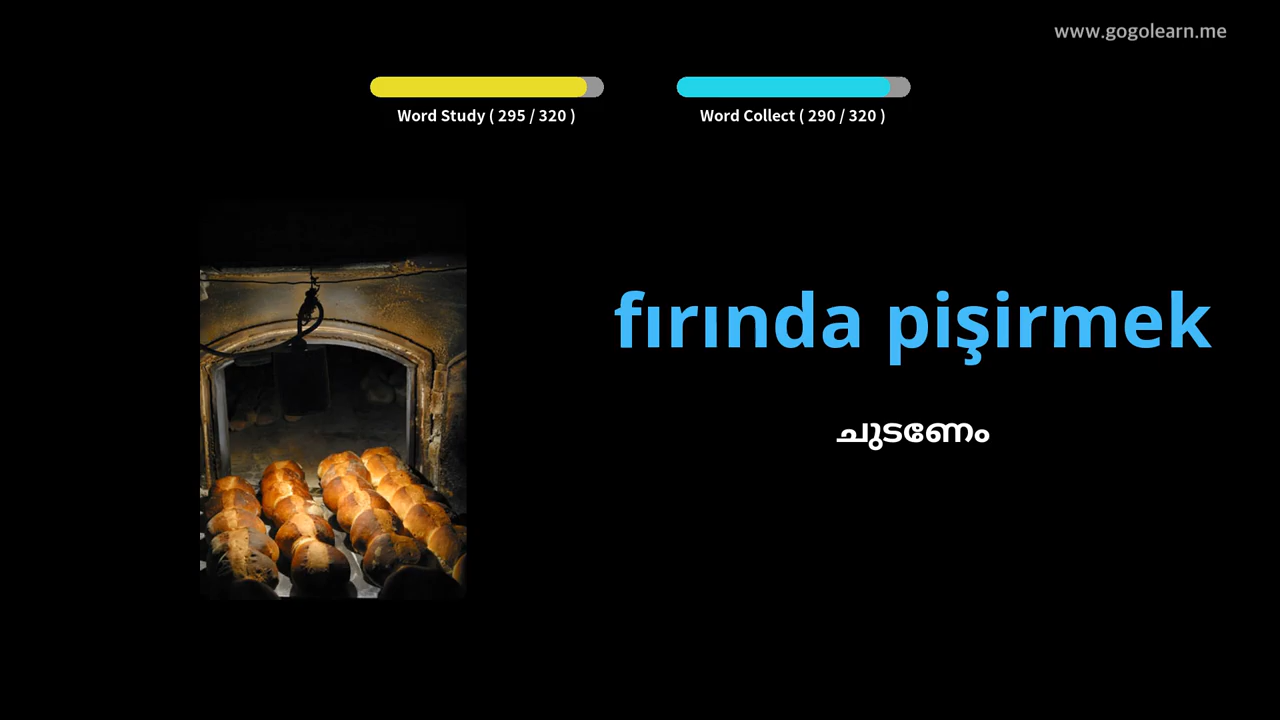 www.gogolearn.me
Word Study ( 295 / 320 )
Word Collect ( 290 / 320 )
fırında pişirmek
ചുടണേം